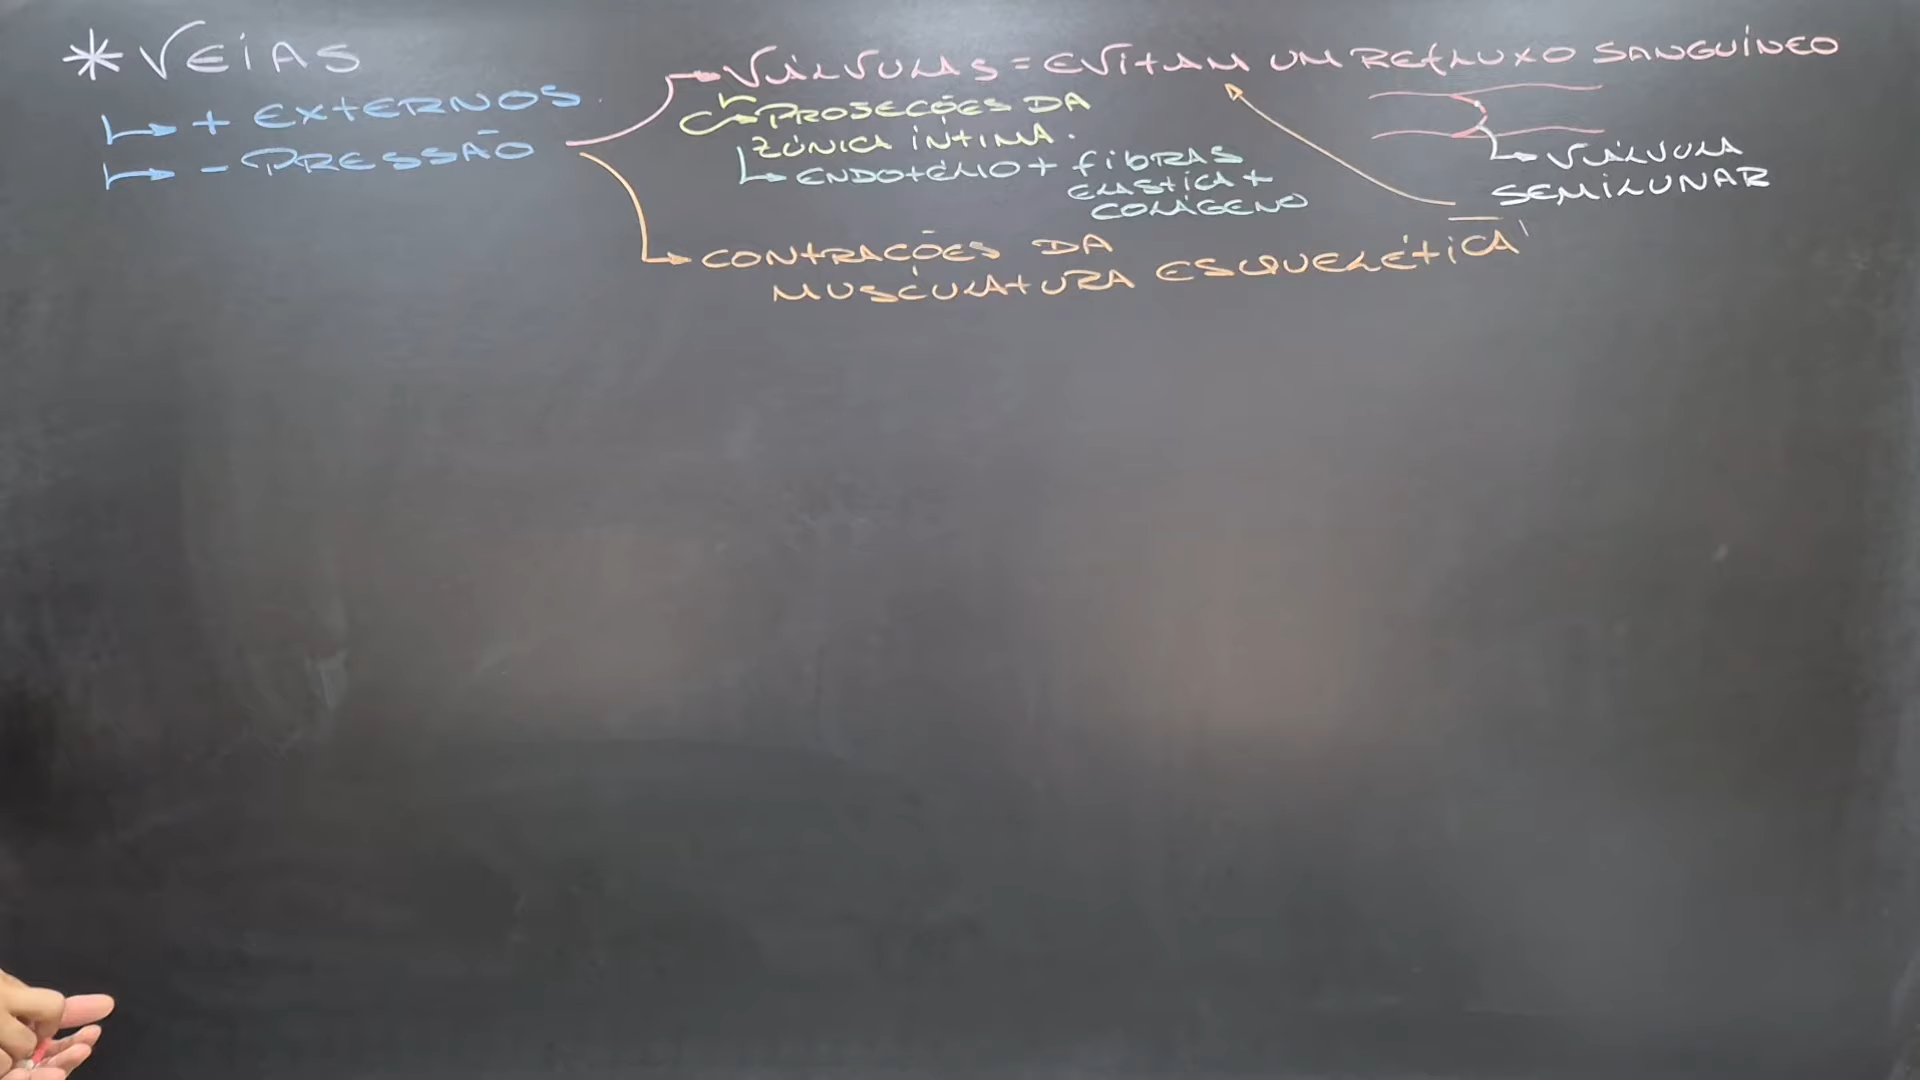 * VEIAS
+ EXTERNOS
- PRESSÃO
VÁLVULAS = EVITAM UM REFLUXO SANGUÍNEO
PROJEÇÕES DA
TÚNICA ÍNTIMA.
ENDOTÉLIO + FIBRAS
ELÁSTICA +
COLÁGENO
VÁLVULA
SEMILUNAR
CONTRAÇÕES DA
MUSCULATURA ESQUELÉTICA